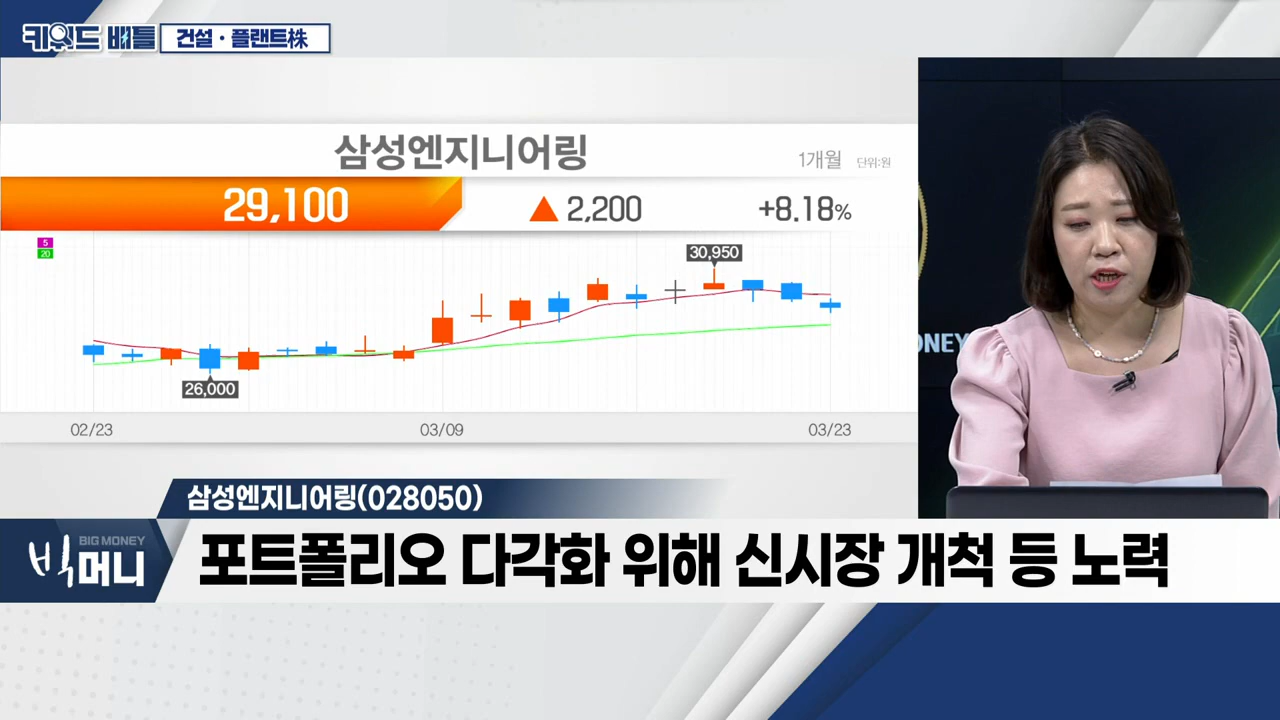 키워드 배틀
건설·플랜트株
삼성엔지니어링
1개월 단위:원
29,100 ▲ 2,200 +8.18%
5
20
30,950
26,000
02/23 03/09 03/23
ONEY
삼성엔지니어링(028050)
BIG MONEY
빅머니
포트폴리오 다각화 위해 신시장 개척 등 노력